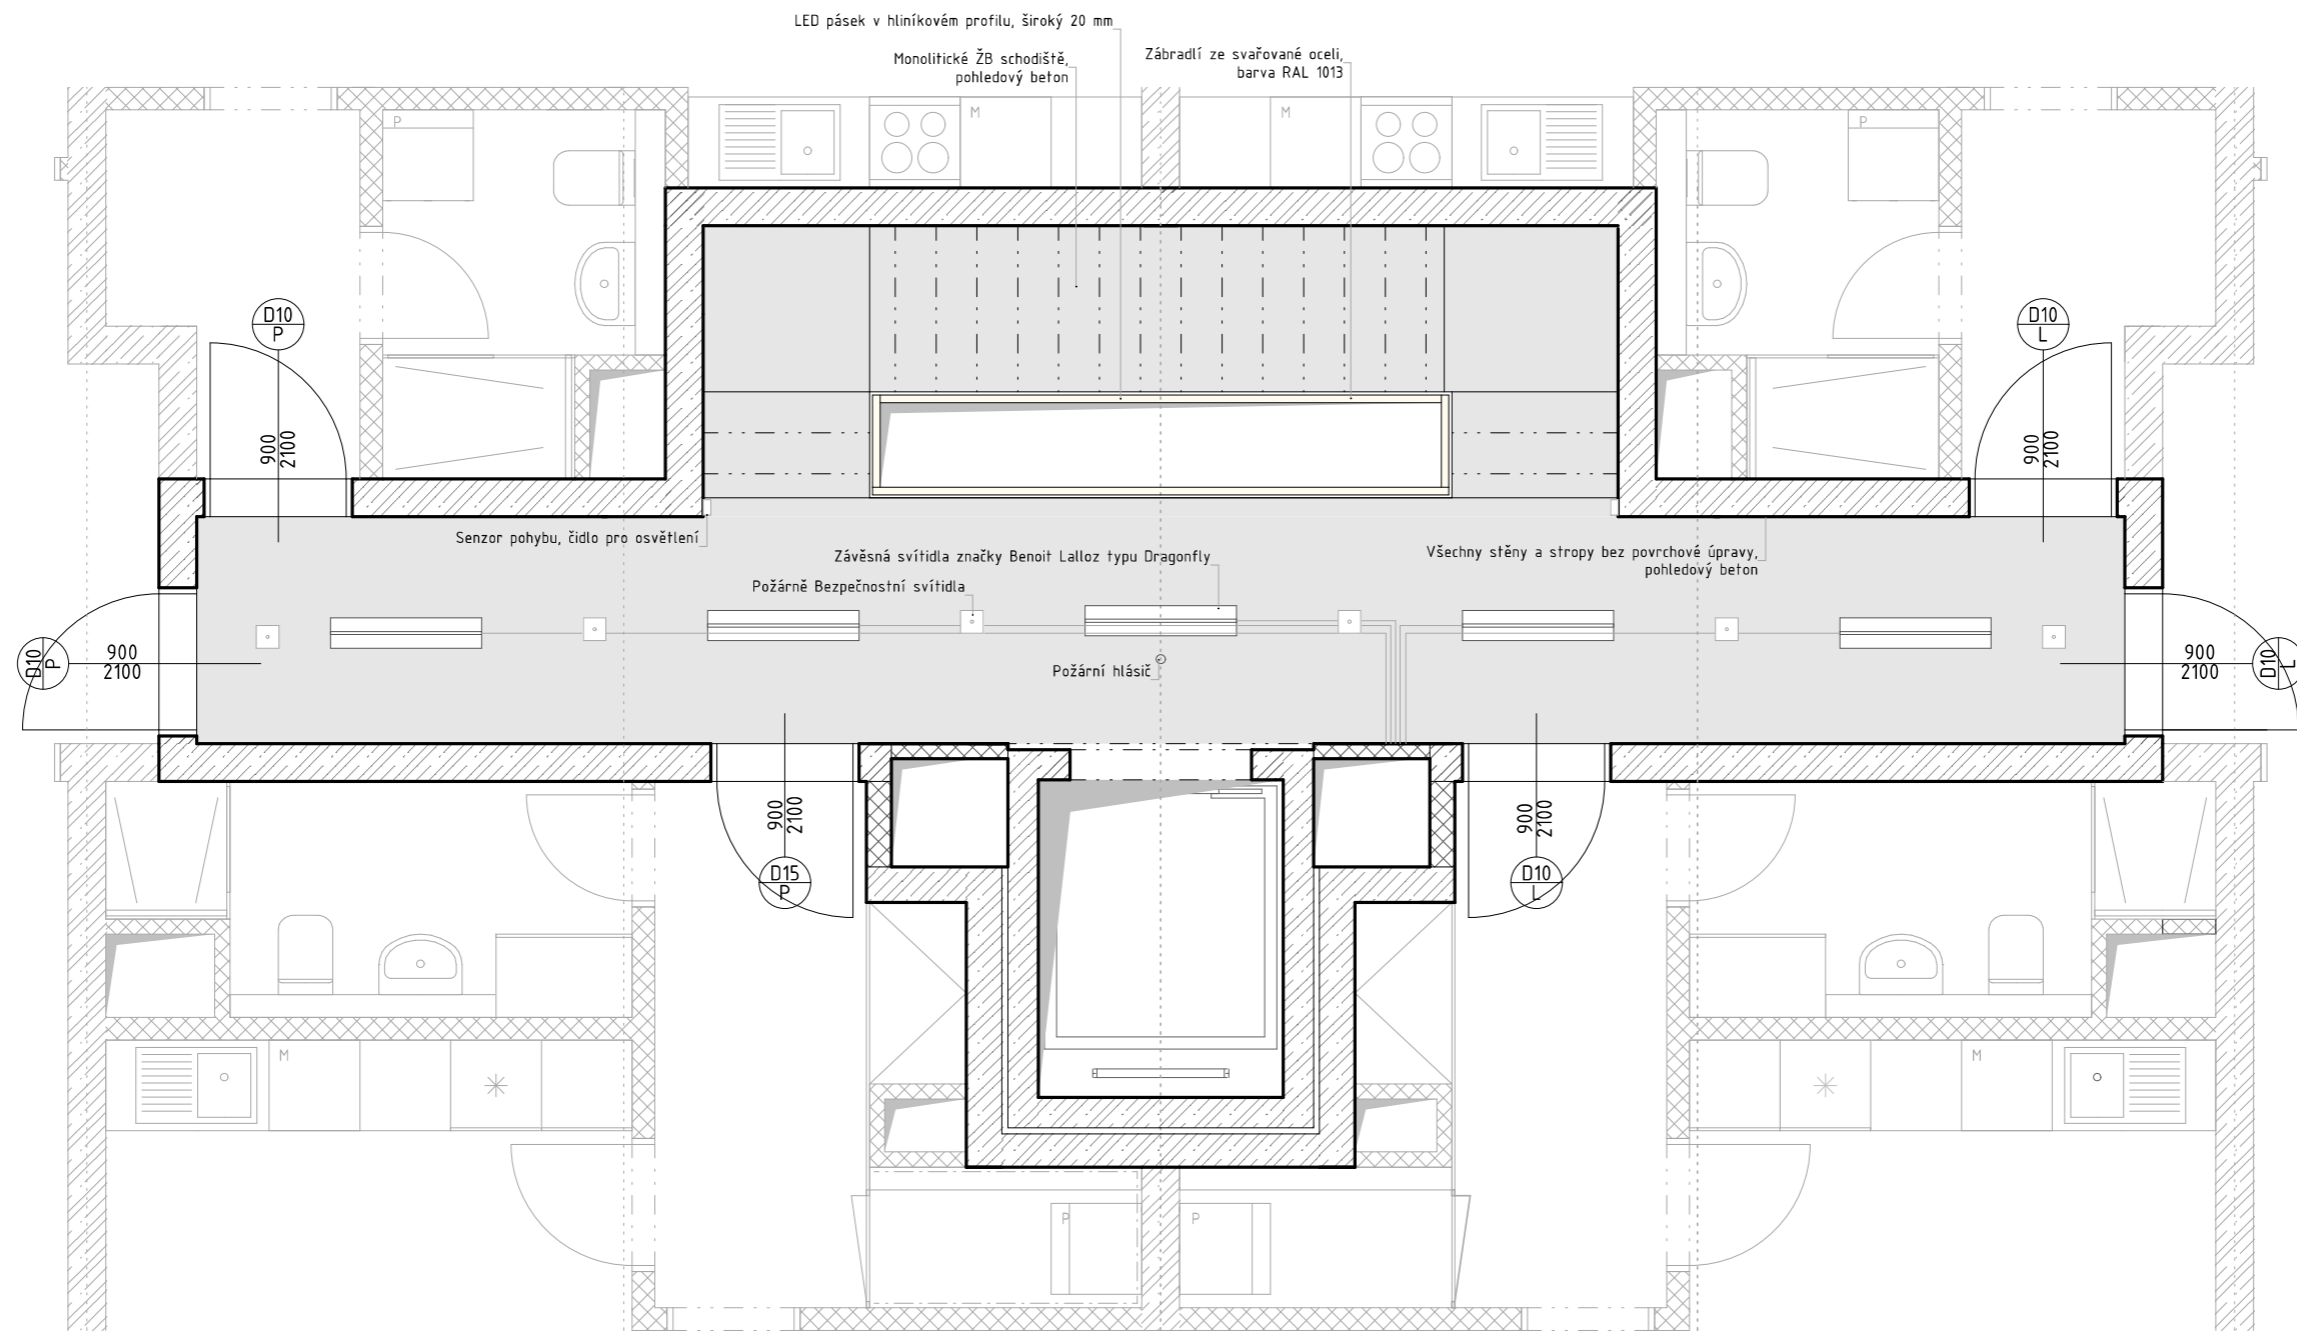 LED pásek v hliníkovém profilu, široký 20 mm
Monolitické ŽB schodiště,
pohledový beton
Zábradlí ze svařované oceli,
barva RAL 1013
P
M
M
P
D10
P
900
2100
D10
L
900
2100
Senzor pohybu, čidlo pro osvětlení
Závěsná svítidla značky Benoit Lalloz typu Dragonfly
Všechny stěny a stropy bez povrchové úpravy,
pohledový beton
Požárně Bezpečnostní svítidla
D10
P
900
2100
Požární hlásič
900
2100
D10
L
900
2100
D15
P
900
2100
D10
L
M
M
P
P